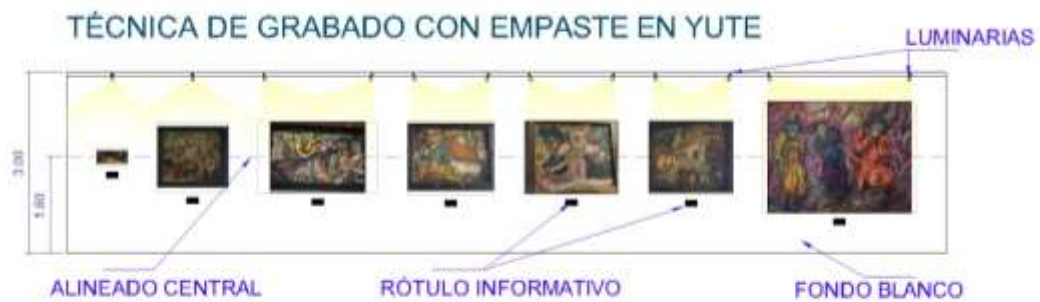 TÉCNICA DE GRABADO CON EMPASTE EN YUTE
LUMINARIAS
3.00
1.60
ALINEADO CENTRAL
RÓTULO INFORMATIVO
FONDO BLANCO